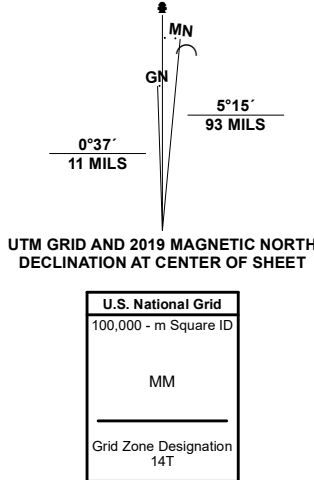 MN
GN
5°15´
93 MILS
0°37´
11 MILS
UTM GRID AND 2019 MAGNETIC NORTH
DECLINATION AT CENTER OF SHEET
U.S. National Grid
100,000 - m Square ID
MM
Grid Zone Designation
14T